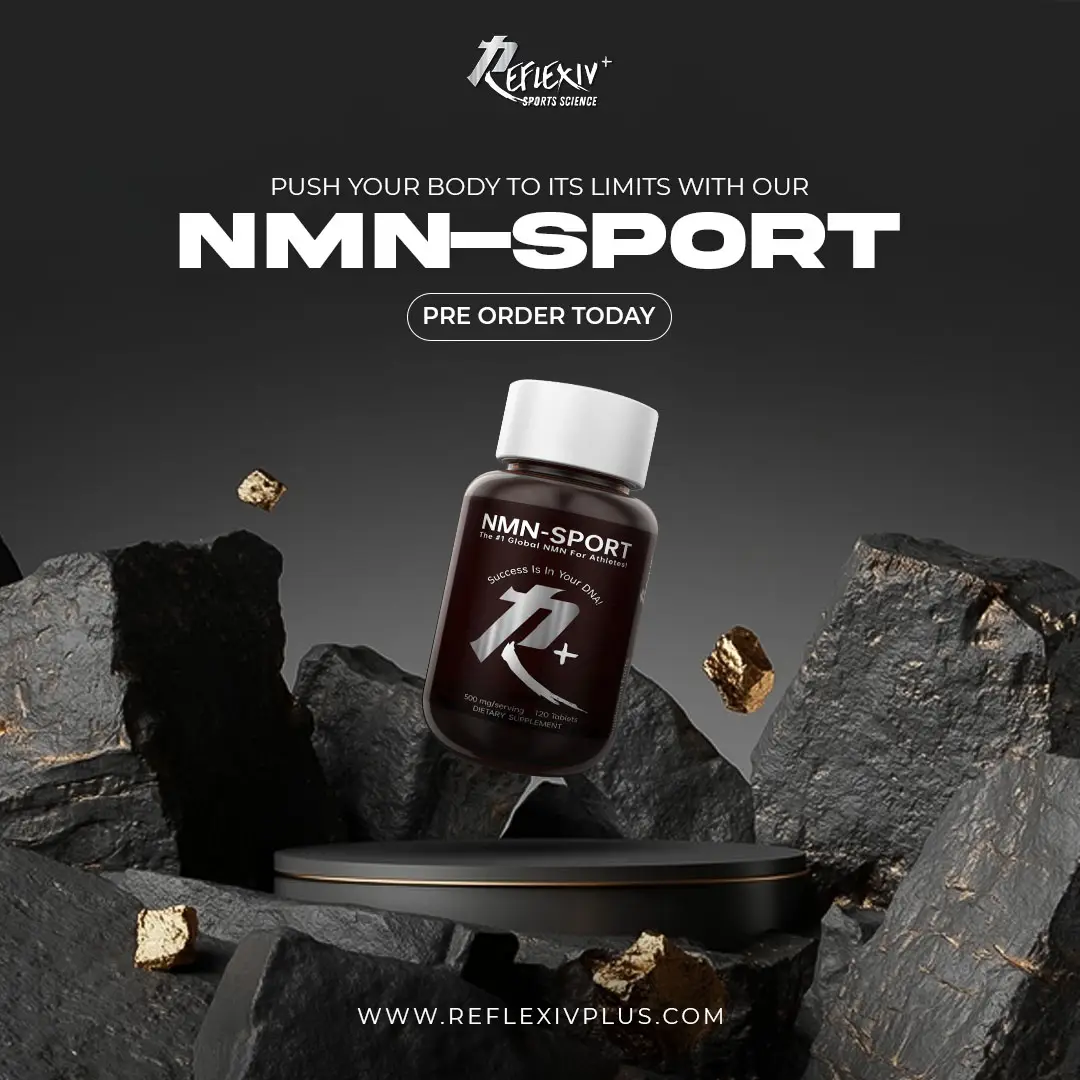 REFLEXIV+
SPORTS SCIENCE
PUSH YOUR BODY TO ITS LIMITS WITH OUR
NMN-SPORT
PRE ORDER TODAY
NMN-SPORT
The #1 Global NMN For Athletes!
Success Is In Your DNA!
R+
500 mg/serving 120 Tablets
DIETARY SUPPLEMENT
WWW.REFLEXIVPLUS.COM